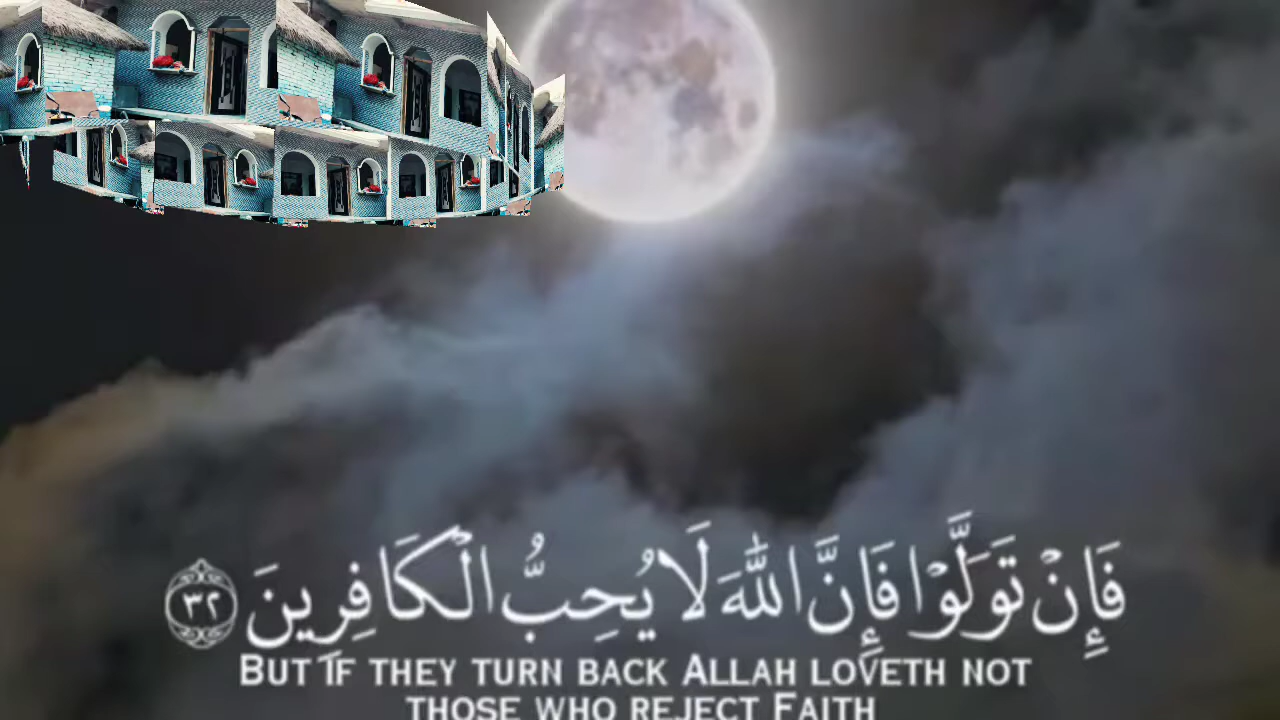 فَإِنْ تَوَلَّوْا فَإِنَّ اللَّهَ لَا يُحِبُّ الْكَافِرِينَ ٣٢
BUT IF THEY TURN BACK ALLAH LOVETH NOT
THOSE WHO REJECT FAITH